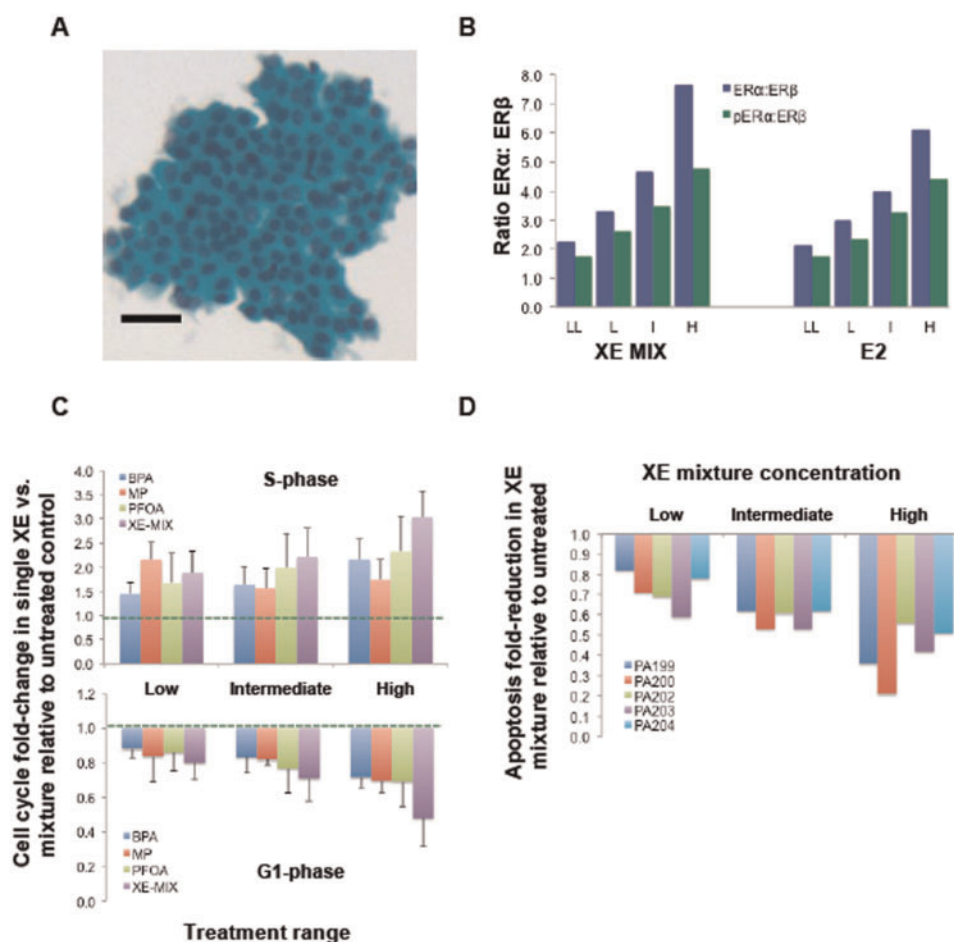 A
B
Ratio ERα: ERβ
8.0
7.0
6.0
5.0
4.0
3.0
2.0
1.0
0.0
ERα:ERβ
pERα:ERβ
LL L I H LL L I H
XE MIX E2
C
Cell cycle fold-change in single XE vs.
mixture relative to untreated control
4.0
3.5
3.0
2.5
2.0
1.5
1.0
0.5
0.0
BPA
MP
PFOA
XE-MIX
S-phase
Low Intermediate High
1.2
1.0
0.8
0.6
0.4
0.2
0.0
BPA
MP
PFOA
XE-MIX
G1-phase
Treatment range
D
XE mixture concentration
Low Intermediate High
Apoptosis fold-reduction in XE
mixture relative to untreated
1.0
0.9
0.8
0.7
0.6
0.5
0.4
0.3
0.2
0.1
0.0
PA199
PA200
PA202
PA203
PA204